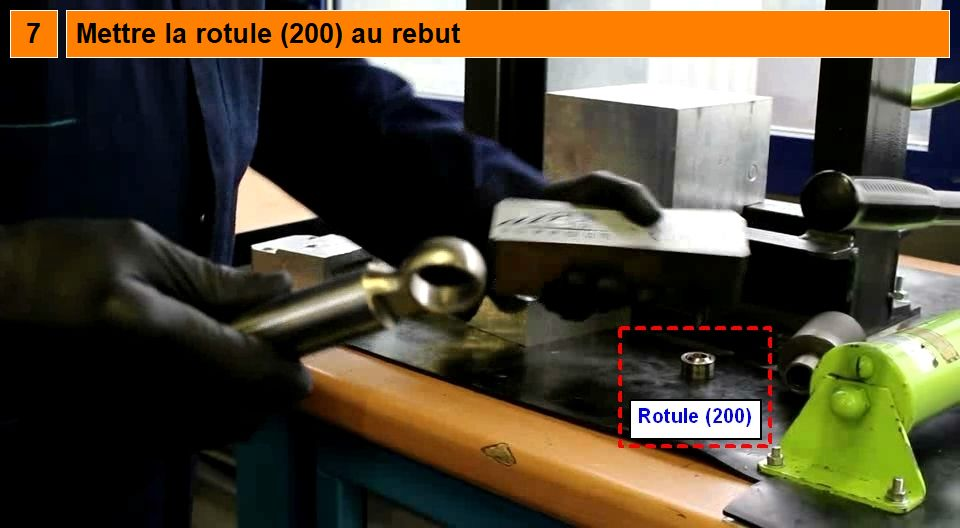 7
Mettre la rotule (200) au rebut
Rotule (200)